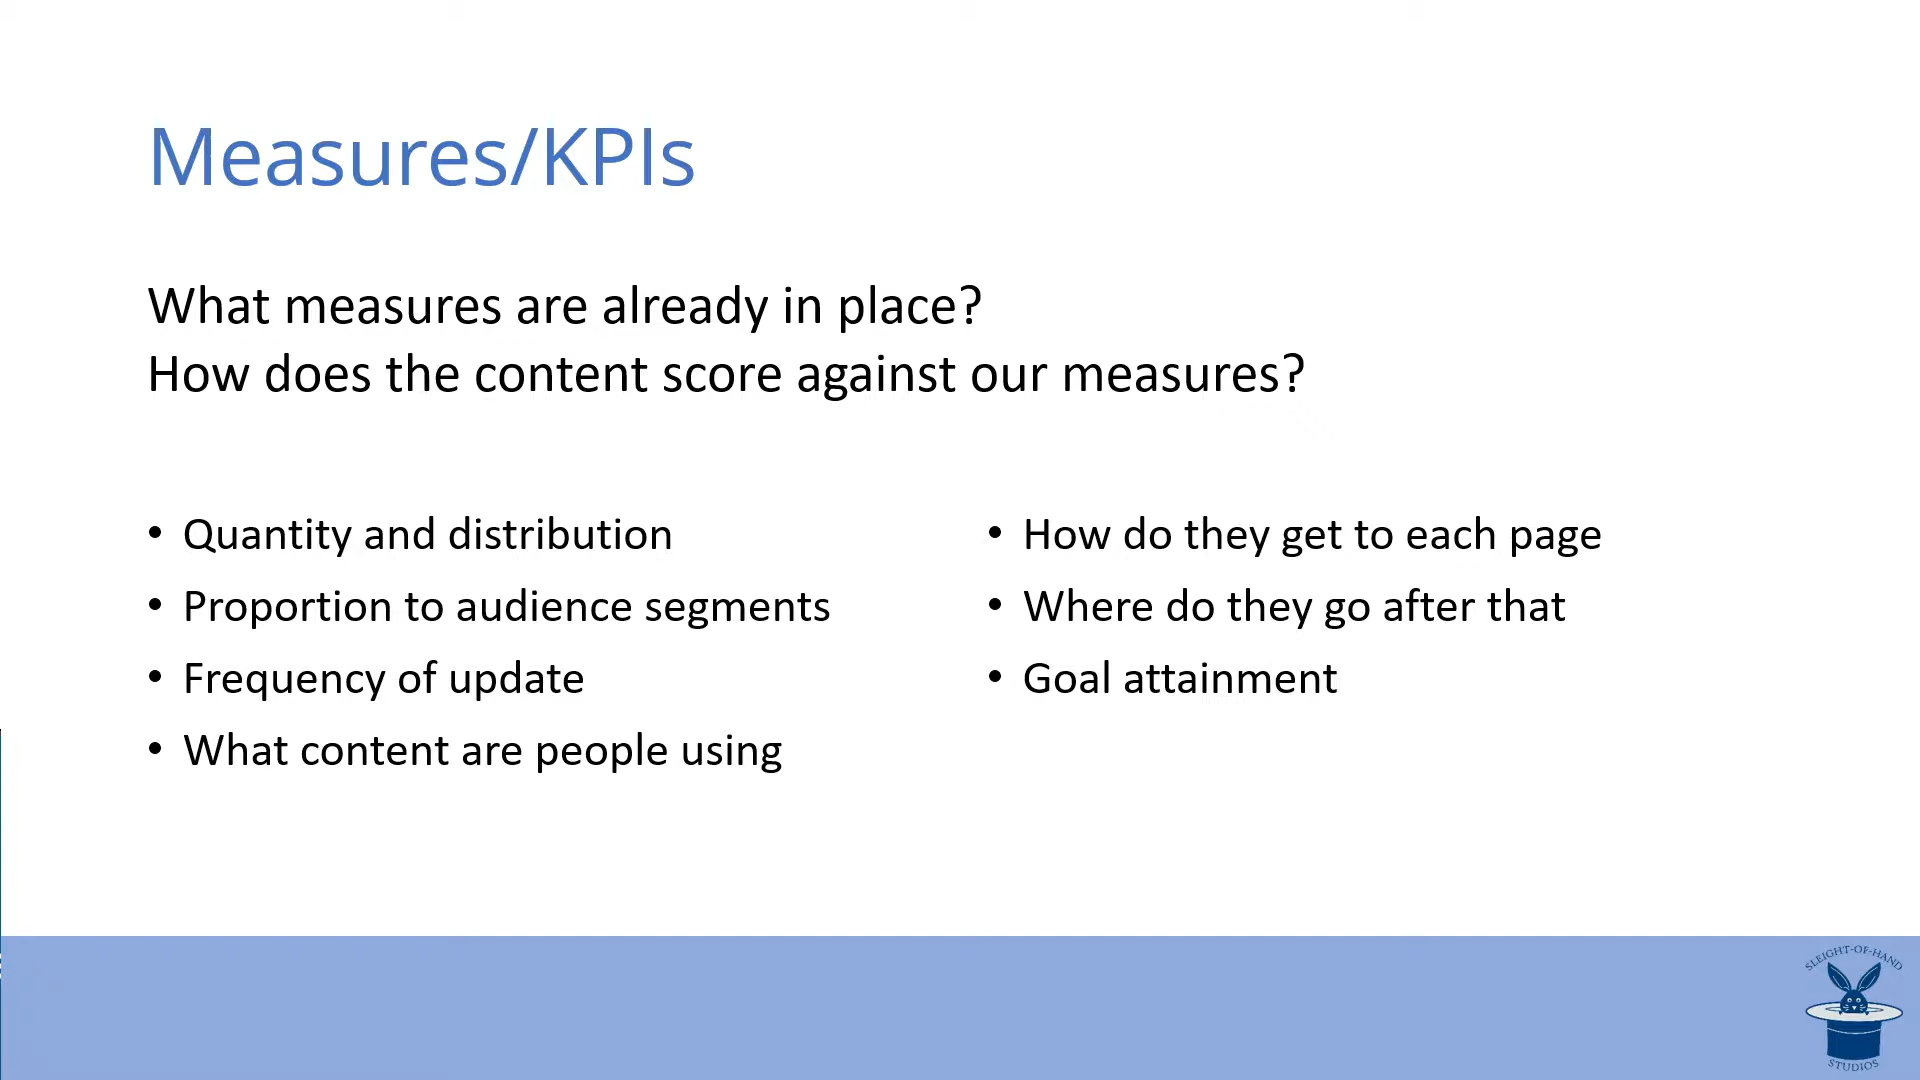 Measures/KPIs
What measures are already in place?
How does the content score against our measures?
• Quantity and distribution
• Proportion to audience segments
• Frequency of update
• What content are people using
• How do they get to each page
• Where do they go after that
• Goal attainment
SLEIGHT-OF-HAND
STUDIOS